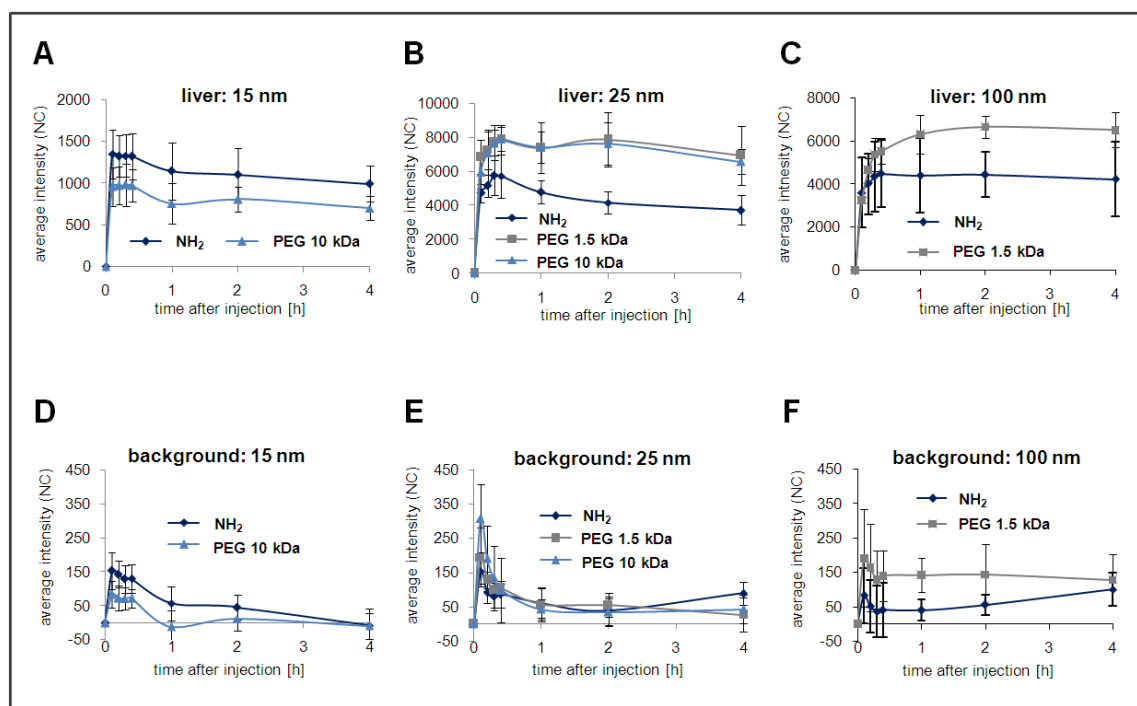 A
liver: 15 nm
average intensity (NC)
2000
1500
1000
500
0
NH₂ PEG 10 kDa
0 1 2 3 4
time after injection [h]
B
liver: 25 nm
average intensity (NC)
10000
8000
6000
4000
2000
0
NH₂
PEG 1.5 kDa
PEG 10 kDa
0 1 2 3 4
time after injection [h]
C
liver: 100 nm
average intnesity (NC)
8000
6000
4000
2000
0
NH₂
PEG 1.5 kDa
0 1 2 3 4
time after injection [h]
D
background: 15 nm
average intensity (NC)
450
350
250
150
50
-50
NH₂
PEG 10 kDa
0 1 2 3 4
time after injection [h]
E
background: 25 nm
average intensity (NC)
450
350
250
150
50
-50
NH₂
PEG 1.5 kDa
PEG 10 kDa
0 1 2 3 4
time after injection [h]
F
background: 100 nm
average intensity (NC)
450
350
250
150
50
-50
NH₂
PEG 1.5 kDa
0 1 2 3 4
time after injection [h]